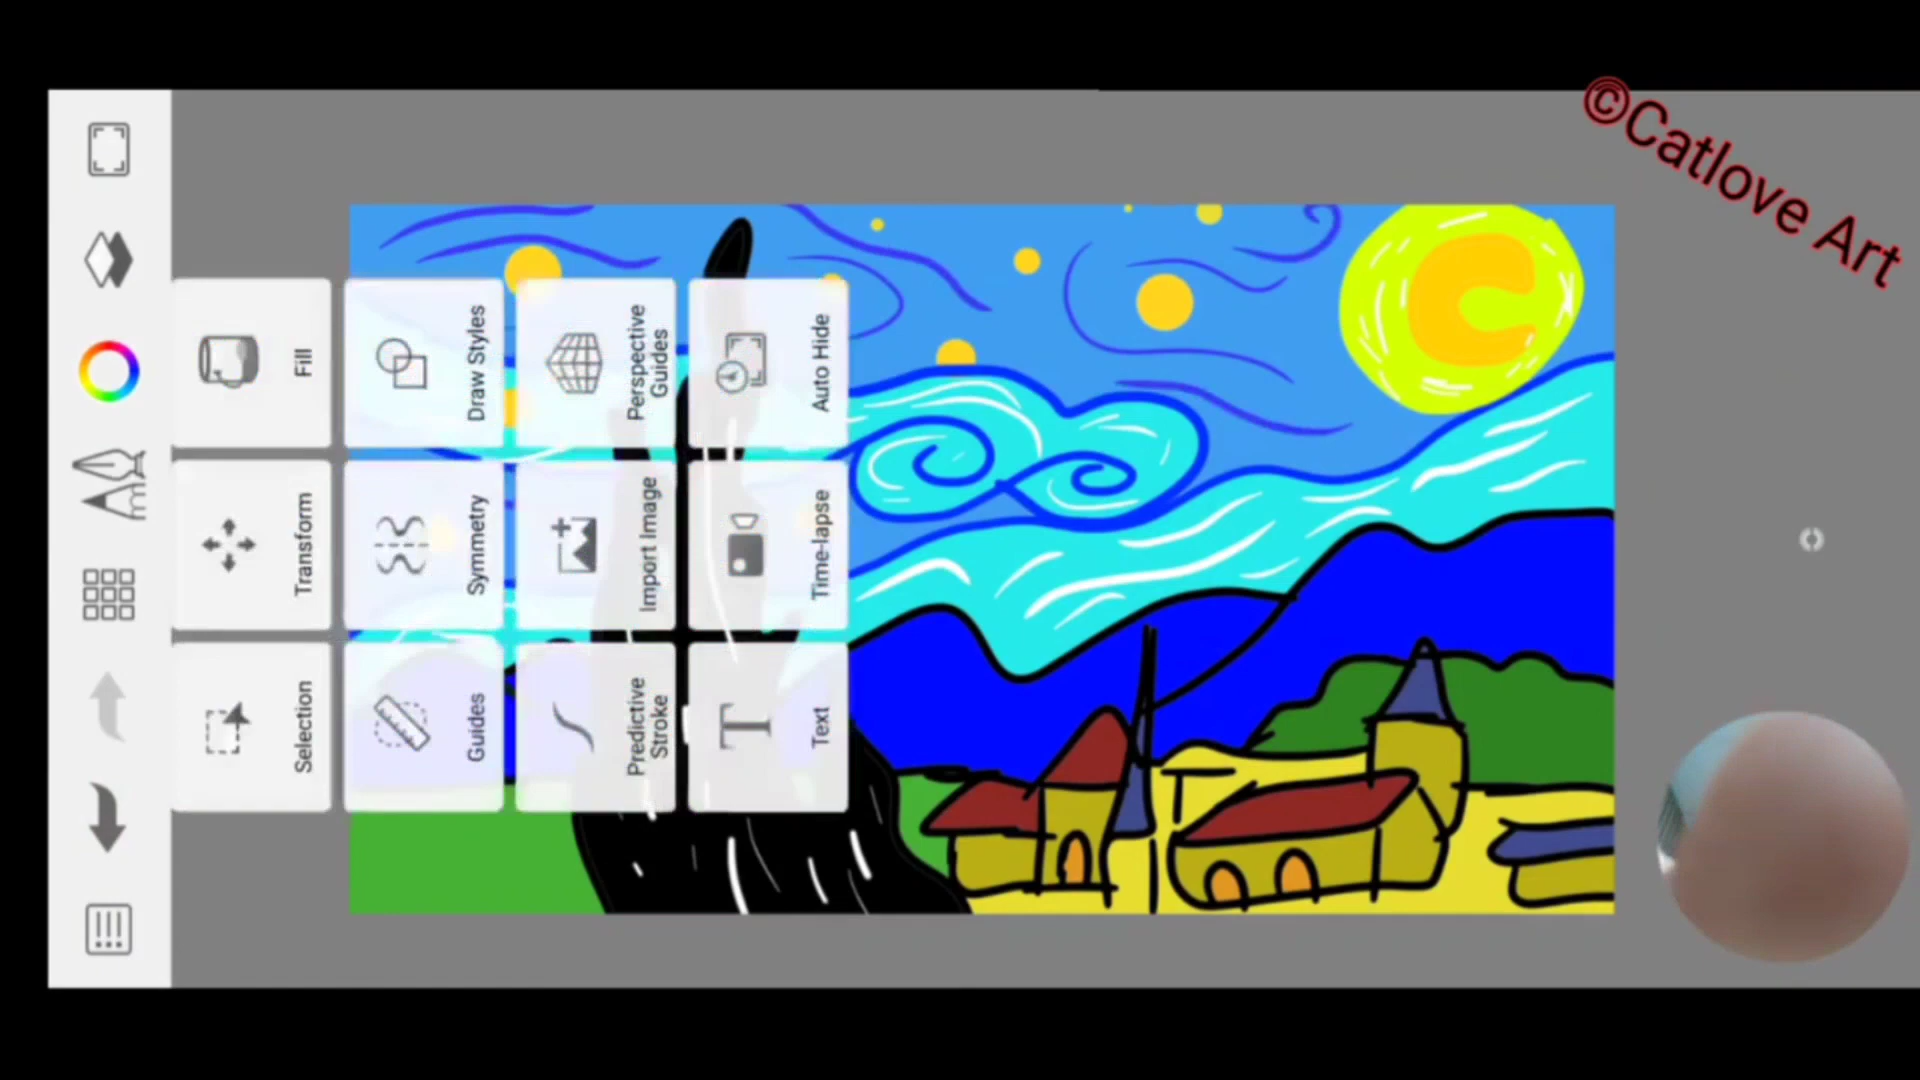 ©Catlove Art
Selection
Transform
Fill
Guides
Symmetry
Draw Styles
Predictive
Stroke
Import Image
Perspective
Guides
Text
Time-lapse
Auto Hide